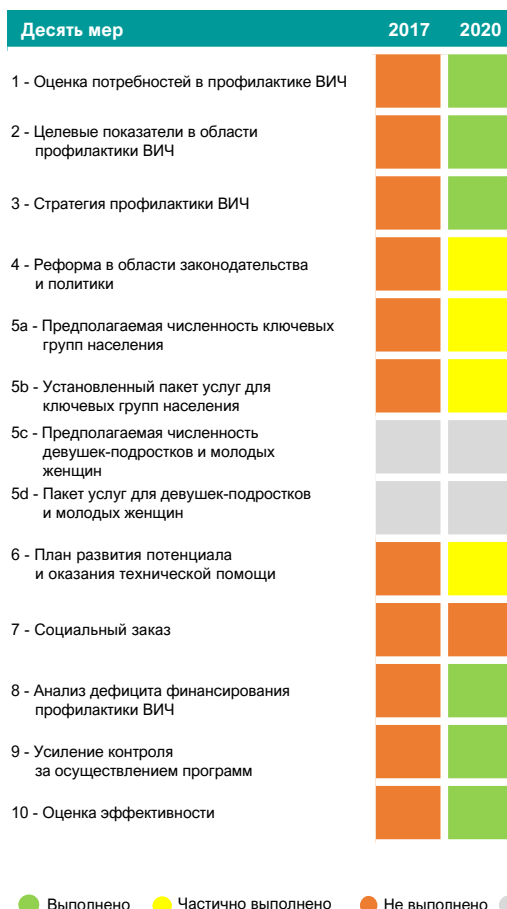 Десять мер 2017 2020
1 - Оценка потребностей в профилактике ВИЧ
2 - Целевые показатели в области
профилактики ВИЧ
3 - Стратегия профилактики ВИЧ
4 - Реформа в области законодательства
и политики
5a - Предполагаемая численность ключевых
групп населения
5b - Установленный пакет услуг для
ключевых групп населения
5c - Предполагаемая численность
девушек-подростков и молодых
женщин
5d - Пакет услуг для девушек-подростков
и молодых женщин
6 - План развития потенциала
и оказания технической помощи
7 - Социальный заказ
8 - Анализ дефицита финансирования
профилактики ВИЧ
9 - Усиление контроля
за осуществлением программ
10 - Оценка эффективности
Выполнено Частично выполнено Не выполнено